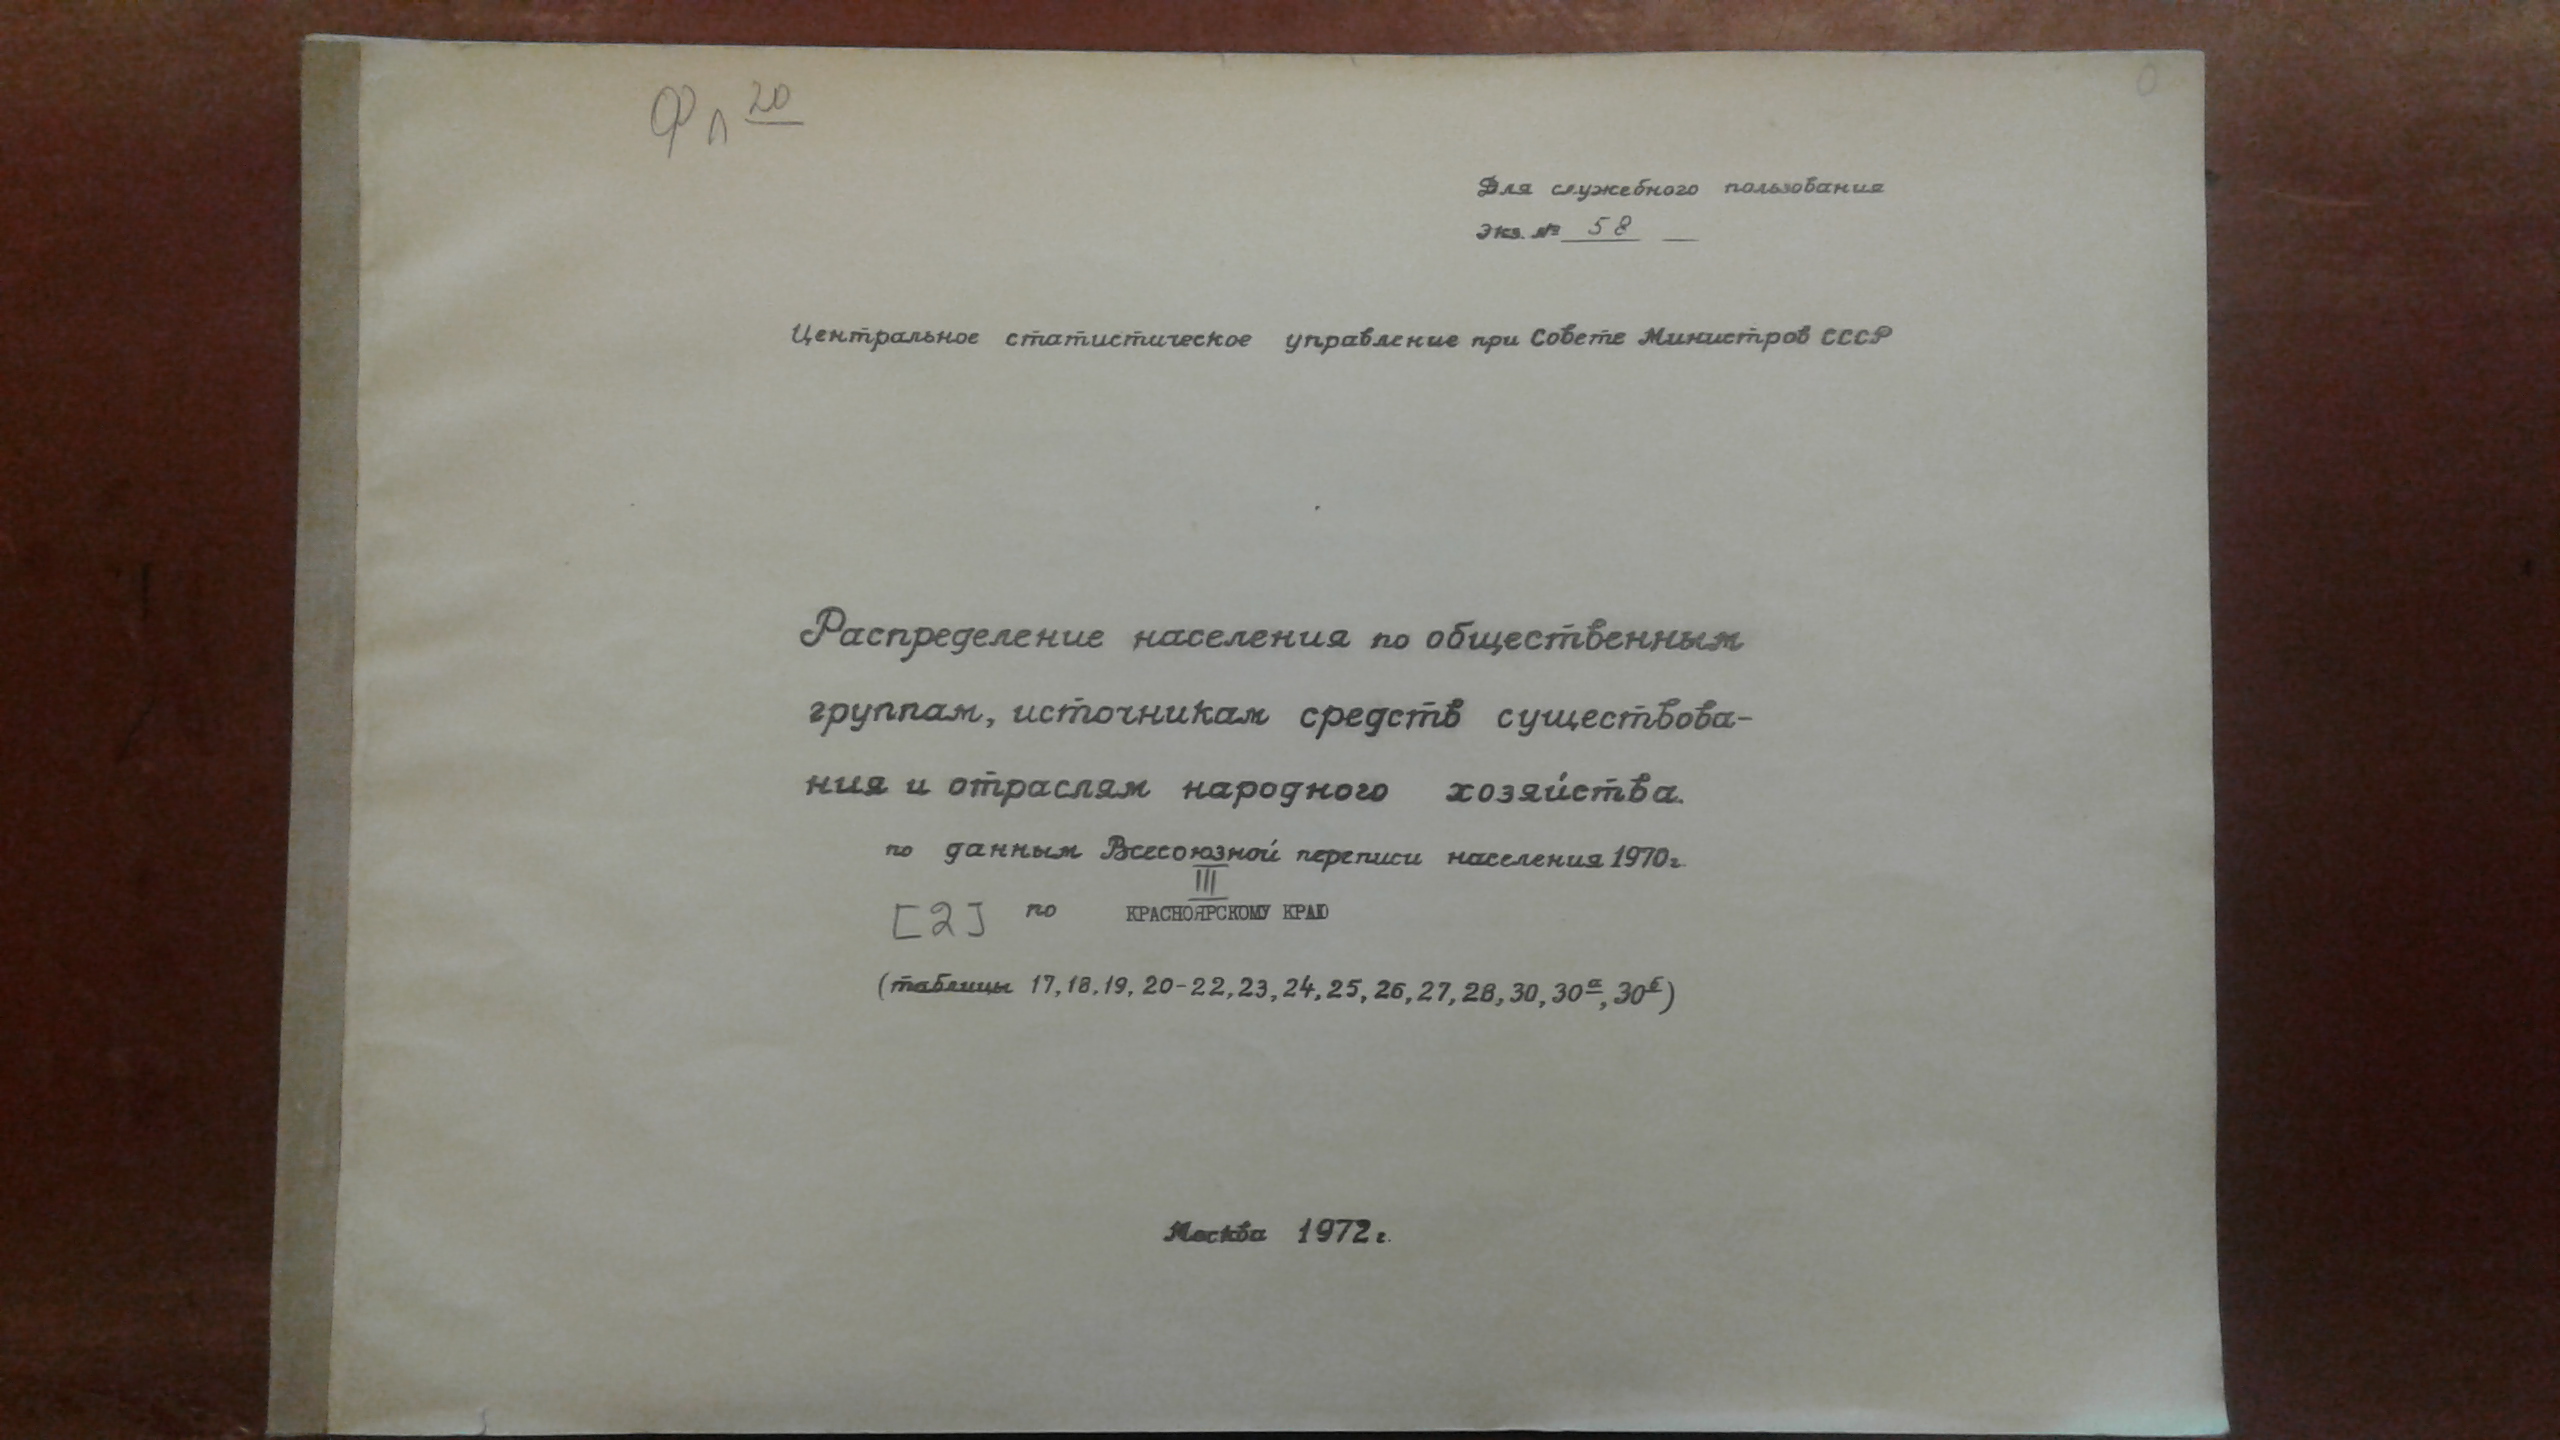 Фл 20
Для служебного пользования
Экз. № 58
Центральное статистическое управление при Совете Министров СССР
Распределение населения по общественным
группам, источникам средств существова-
ния и отраслям народного хозяйства.
по данным Всесоюзной переписи населения 1970г.
III
[2] по КРАСНОЯРСКОМУ КРАЮ
(таблицы 17, 18, 19, 20-22, 23, 24, 25, 26, 27, 28, 30, 30а, 30б)
Москва 1972г.